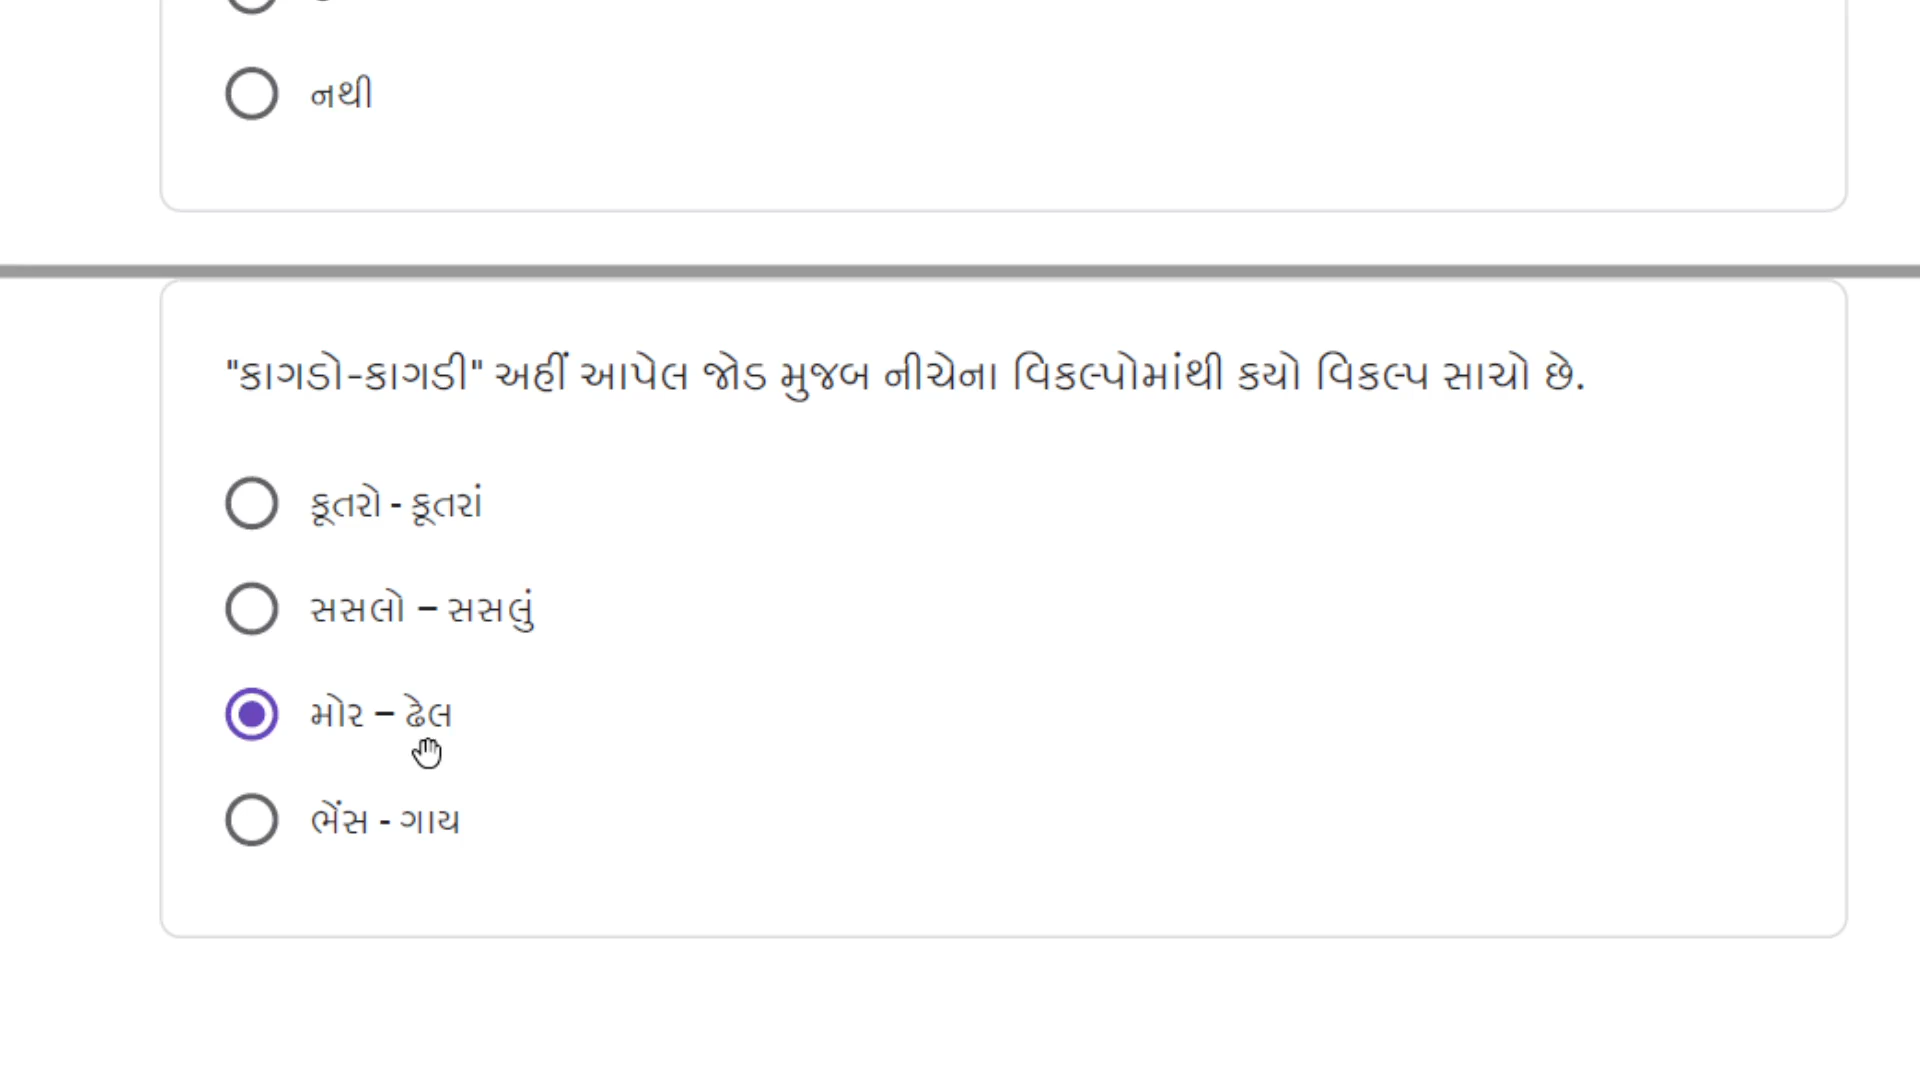 નથી
"કાગડો-કાગડી" અહીં આપેલ જોડ મુજબ નીચેના વિકલ્પોમાંથી કયો વિકલ્પ સાચો છે.
કૂતરો - કૂતરાં
સસલો – સસલું
મોર – ઢેલ
ભેંસ - ગાય